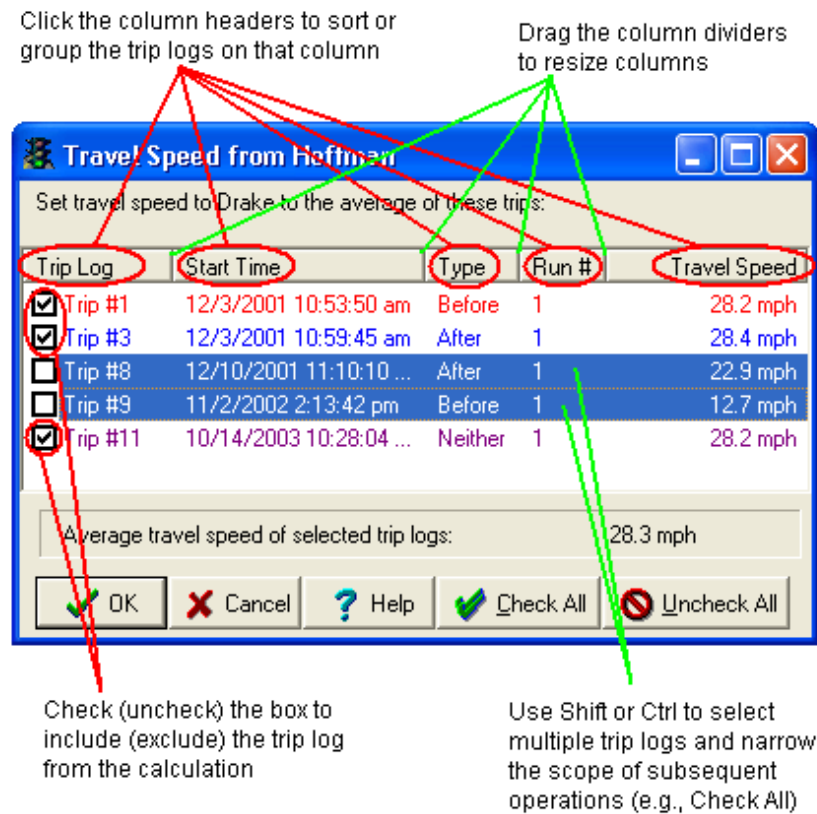 Click the column headers to sort or
group the trip logs on that column
Drag the column dividers
to resize columns
Travel Speed from Hoffman
Set travel speed to Drake to the average of these trips:
Trip Log Start Time Type Run # Travel Speed
Trip #1 12/3/2001 10:53:50 am Before 1 28.2 mph
Trip #3 12/3/2001 10:59:45 am After 1 28.4 mph
Trip #8 12/10/2001 11:10:10 ... After 1 22.9 mph
Trip #9 11/2/2002 2:13:42 pm Before 1 12.7 mph
Trip #11 10/14/2003 10:28:04 ... Neither 1 28.2 mph
Average travel speed of selected trip logs: 28.3 mph
OK Cancel ? Help Check All Uncheck All
Check (uncheck) the box to
include (exclude) the trip log
from the calculation
Use Shift or Ctrl to select
multiple trip logs and narrow
the scope of subsequent
operations (e.g., Check All)